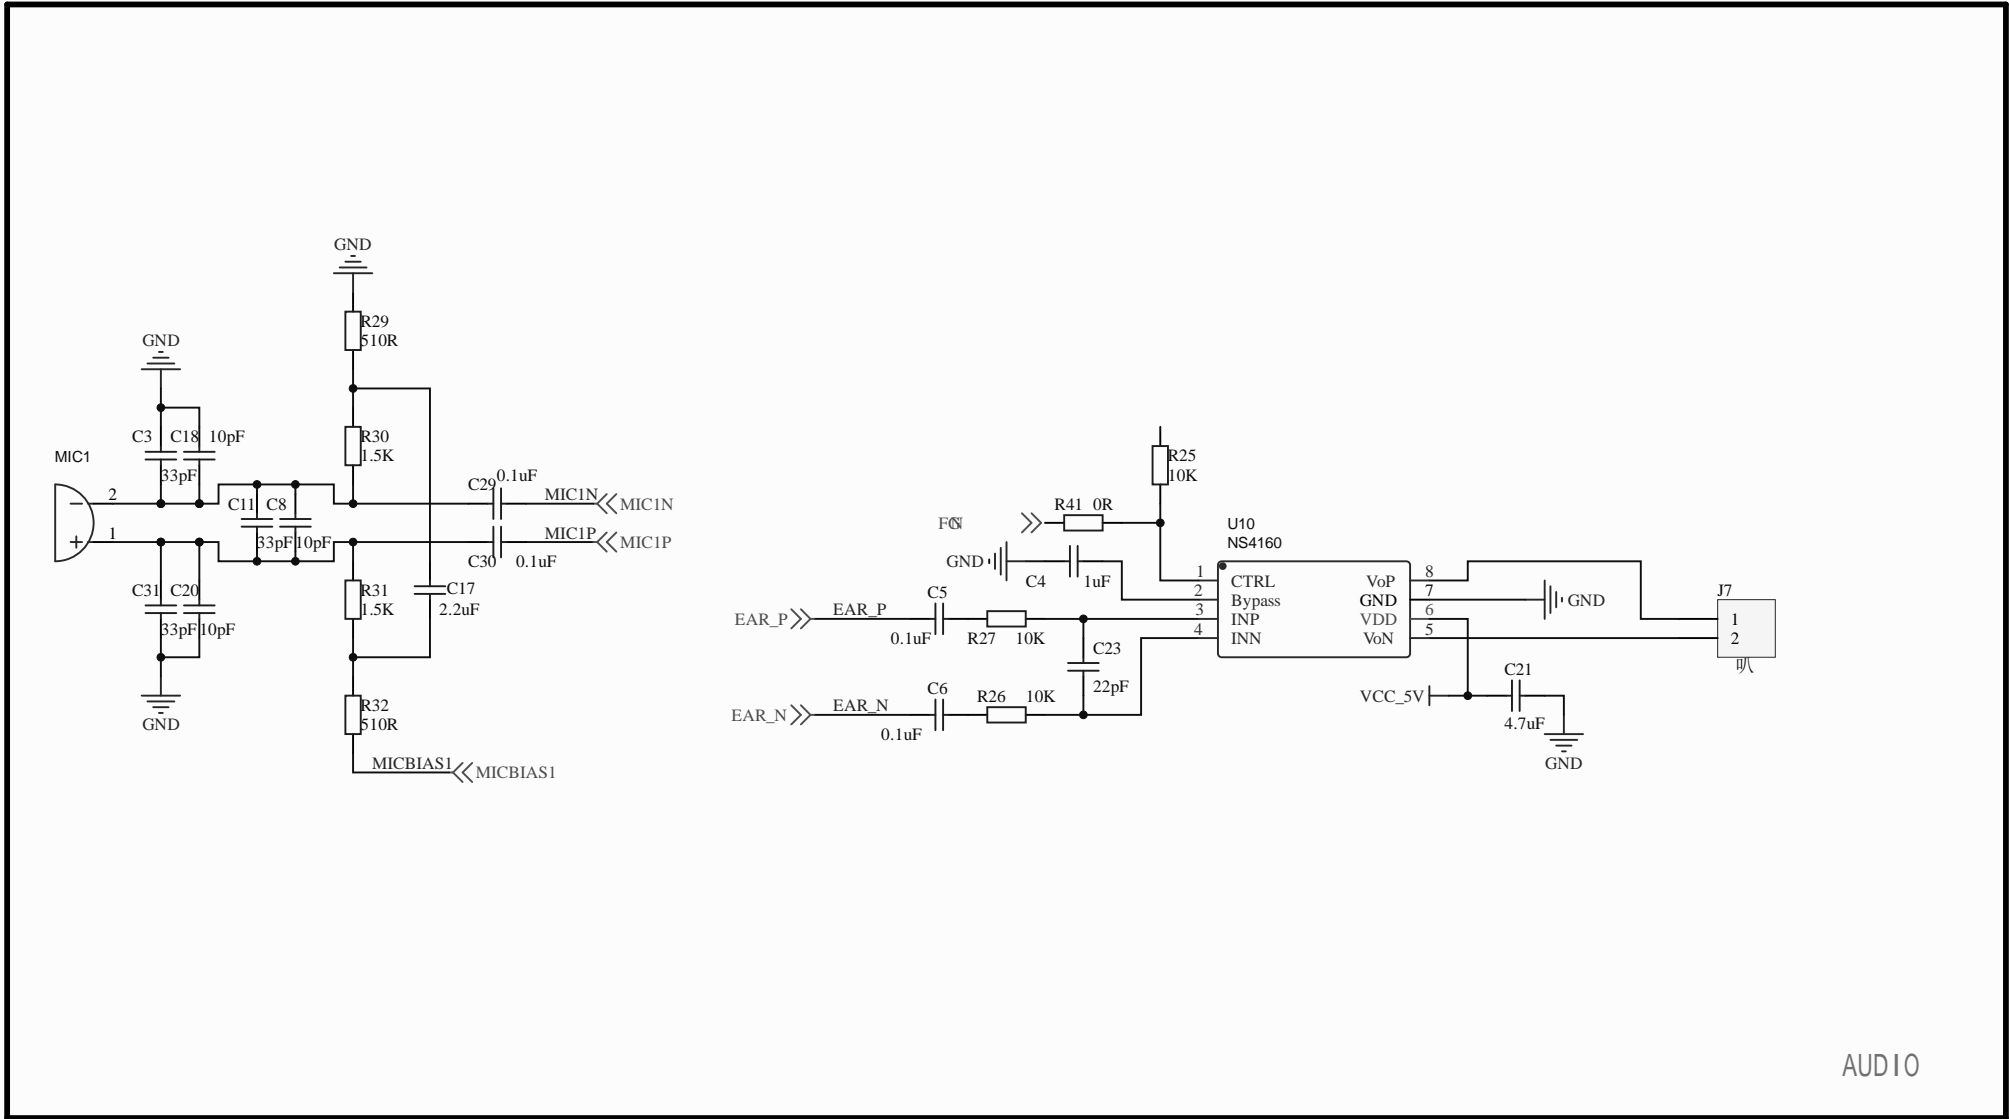 GND
R29
510R
GND
R30
1.5K
C3 C18 10pF
33pF
MIC1
2
1
C11 C8
33pF 10pF
C29 0.1uF
MIC1N MIC1N
MIC1P MIC1P
C30 0.1uF
C31 C20
33pF 10pF
R31
1.5K
C17
2.2uF
GND
R32
510R
MICBIAS1 MICBIAS1
R25
10K
R41 0R
GND
C4 1uF
EAR_P EAR_P
C5
0.1uF
R27 10K
C23
22pF
EAR_N EAR_N
C6
0.1uF
R26 10K
U10
NS4160
1 CTRL VoP 8
2 Bypass GND 7
3 INP VDD 6
4 INN VoN 5
GND
J7
1
2
叭
VCC_5V
C21
4.7uF
GND
AUDIO